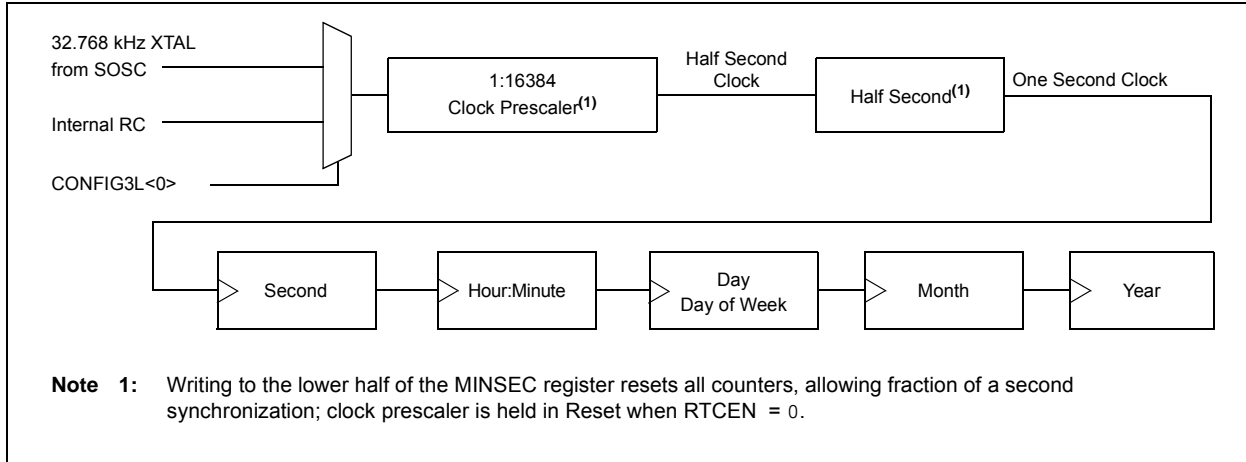 32.768 kHz XTAL
from SOSC
Internal RC
CONFIG3L<0>
1:16384
Clock Prescaler(1)
Half Second
Clock
Half Second(1)
One Second Clock
Second
Hour:Minute
Day
Day of Week
Month
Year
Note 1: Writing to the lower half of the MINSEC register resets all counters, allowing fraction of a second
synchronization; clock prescaler is held in Reset when RTCEN = 0.